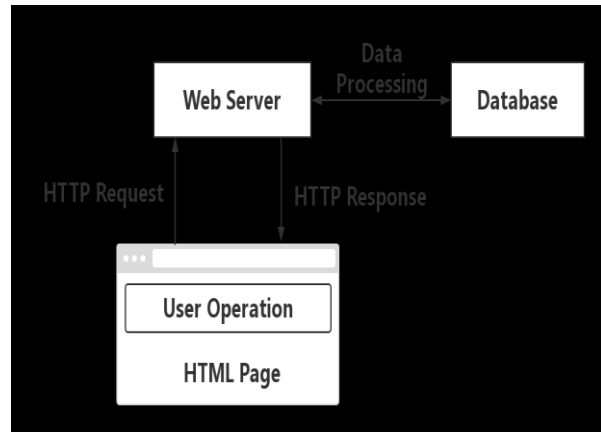 Data
Processing
Web Server
Database
HTTP Request
HTTP Response
User Operation
HTML Page